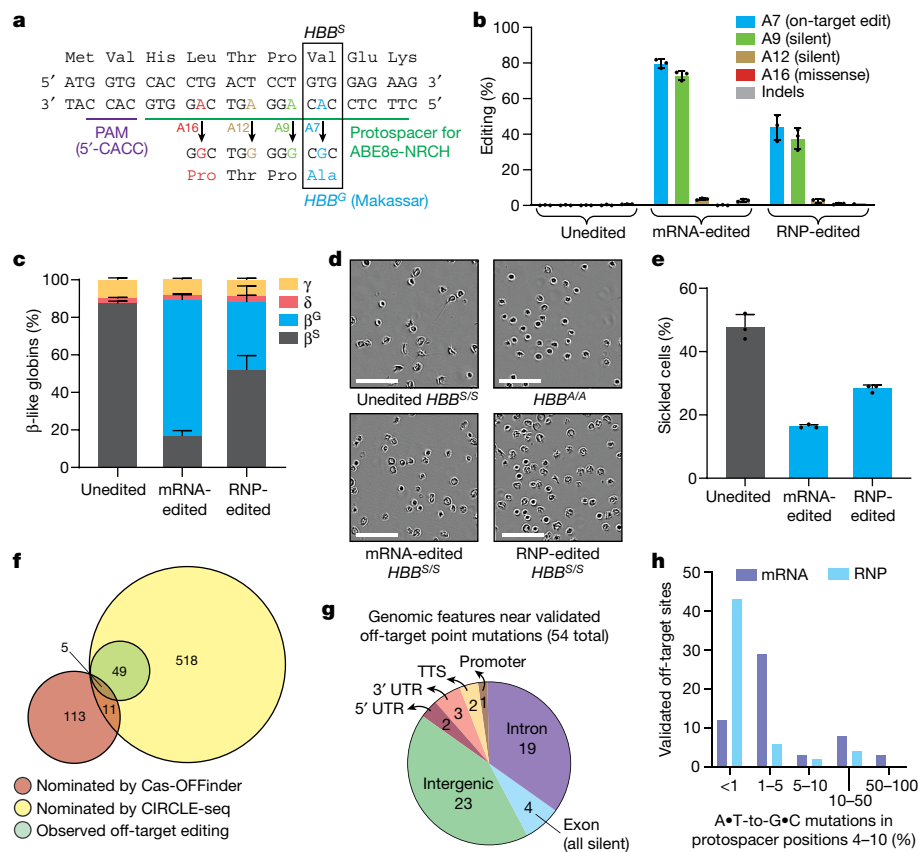 a
HBB^S
Met Val His Leu Thr Pro Val Glu Lys
5′ ATG GTG CACC TGACT CCT GTG GAG AAG 3′
3′ TAC CAC GTG GGACTGA GGA CAC CTC TTC 5′
PAM
(5′-CACC)
A16 A12 A9 A7
Protospacer for
ABE8e-NRCH
GGC TGG GGG CGC
Pro Thr Pro Ala
HBB^G (Makassar)
b
Editing (%)
80
60
40
20
0
A7 (on-target edit)
A9 (silent)
A12 (silent)
A16 (missense)
Indels
Unedited mRNA-edited RNP-edited
c
β-like globins (%)
100
80
60
40
20
0
γ
δ
β^G
β^S
Unedited
mRNA-
edited
RNP-
edited
d
Unedited HBB^S/S
HBB^A/A
mRNA-edited
HBB^S/S
RNP-edited
HBB^S/S
e
Sickled cells (%)
60
40
20
0
Unedited
mRNA-
edited
RNP-
edited
f
5
49
518
113
11
Nominated by Cas-OFFinder
Nominated by CIRCLE-seq
Observed off-target editing
g
Genomic features near validated
off-target point mutations (54 total)
Promoter
TTS
3′ UTR
5′ UTR
1
2
3
2
Intron
19
Intergenic
23
4
Exon
(all silent)
h
mRNA RNP
Validated off-target sites
50
40
30
20
10
0
<1 1–5 5–10 10–50 50–100
A•T-to-G•C mutations in
protospacer positions 4–10 (%)